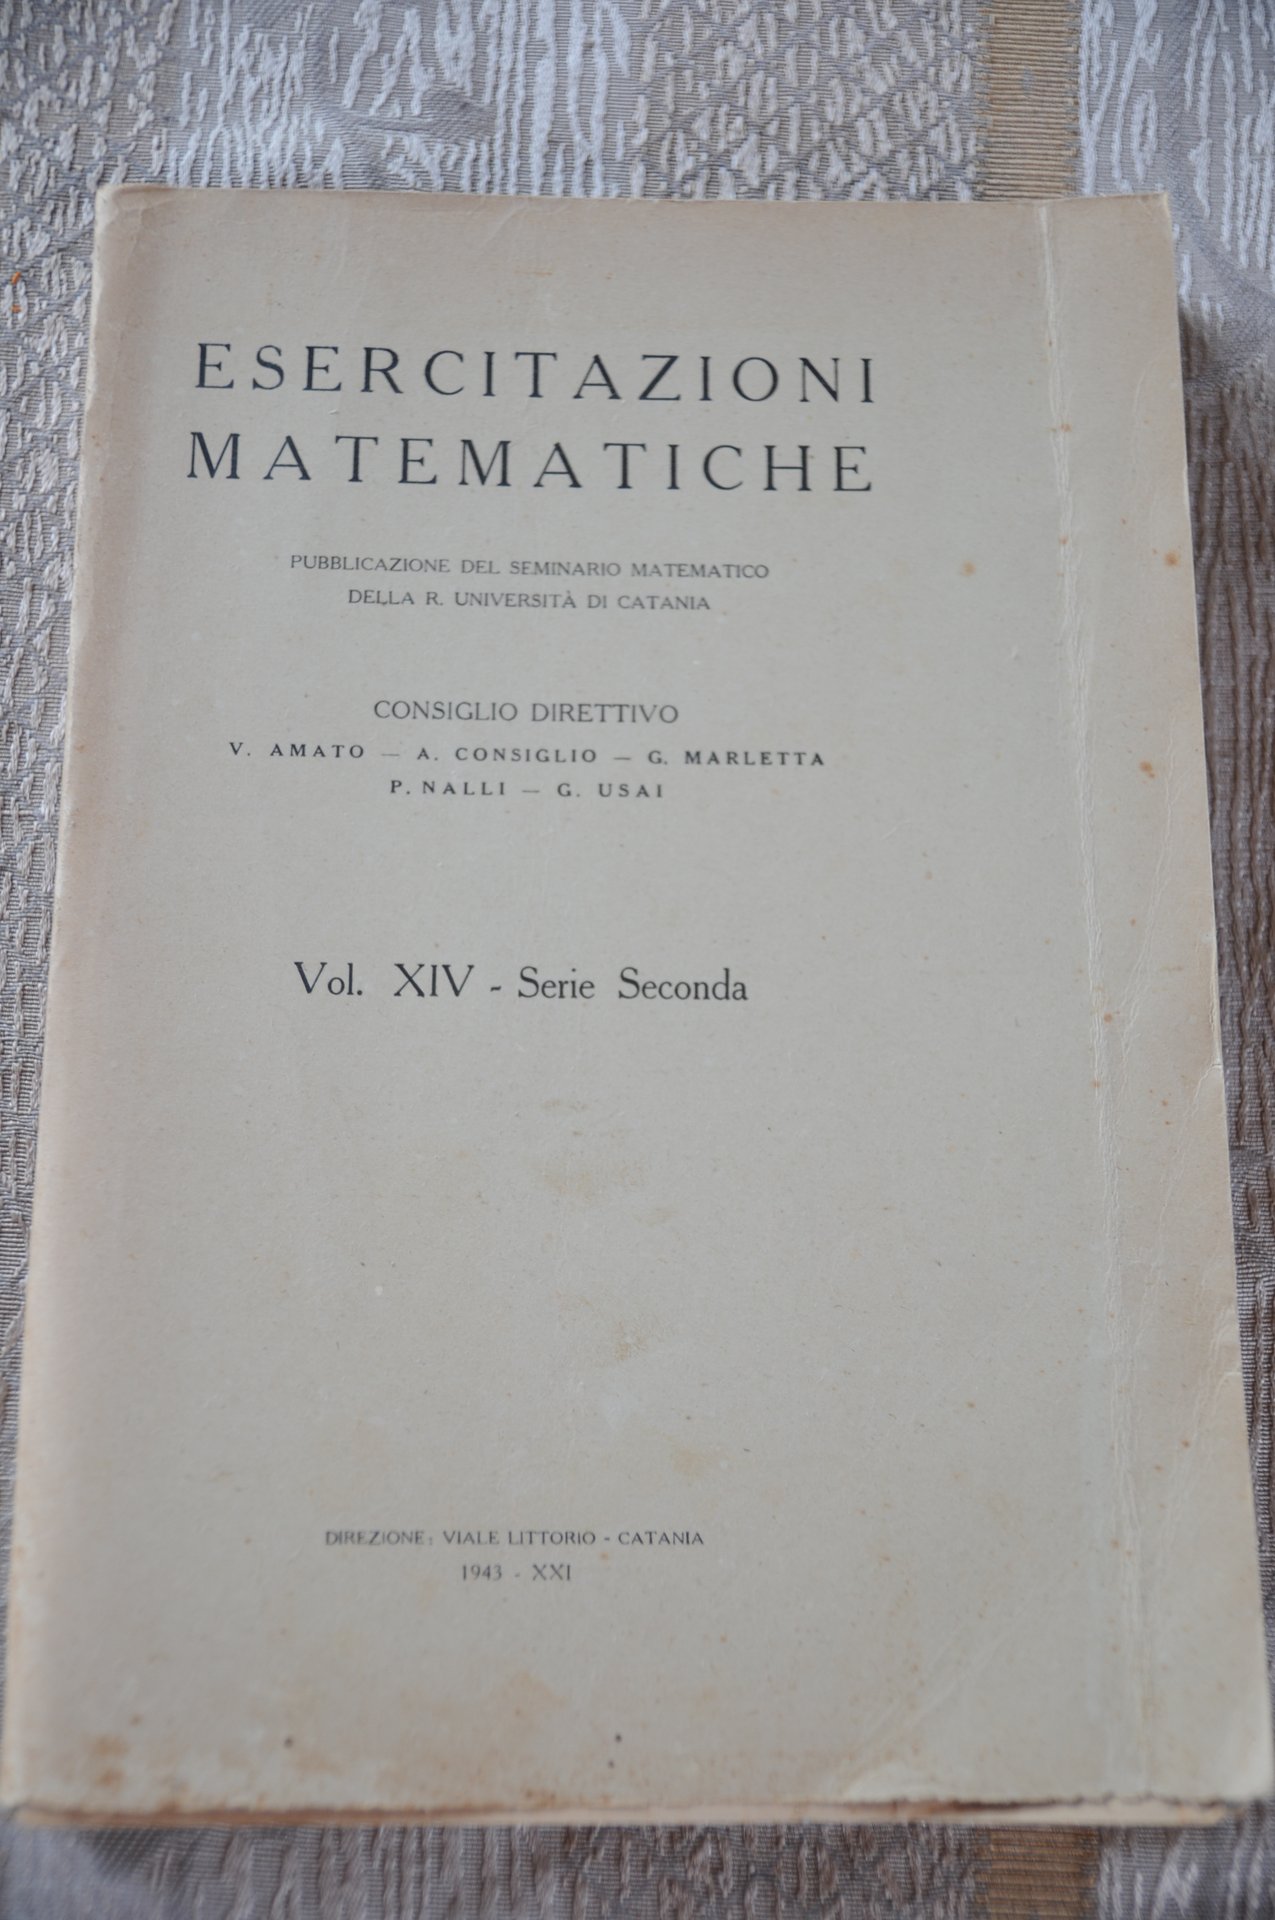 ESERCITAZIONI
MATEMATICHE
PUBBLICAZIONE DEL SEMINARIO MATEMATICO
DELLA R. UNIVERSITÀ DI CATANIA
CONSIGLIO DIRETTIVO
V. AMATO — A. CONSIGLIO — G. MARLETTA
P. NALLI — G. USAI
Vol. XIV - Serie Seconda
DIREZIONE: VIALE LITTORIO - CATANIA
1943 - XXI